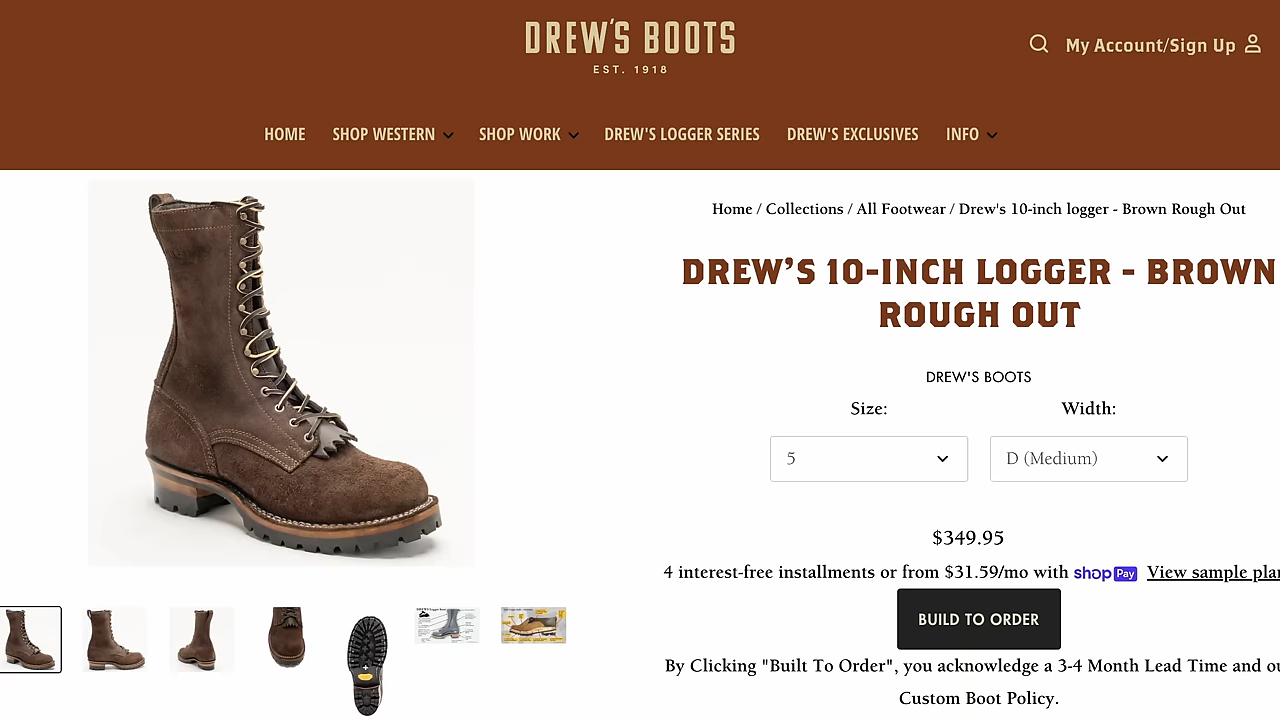 DREW'S BOOTS
EST. 1918
My Account/Sign Up
HOME SHOP WESTERN SHOP WORK DREW'S LOGGER SERIES DREW'S EXCLUSIVES INFO
Home / Collections / All Footwear / Drew's 10-inch logger - Brown Rough Out
DREW’S 10-INCH LOGGER - BROWN
ROUGH OUT
DREW'S BOOTS
Size: Width:
5 D (Medium)
$349.95
4 interest-free installments or from $31.59/mo with shop Pay View sample plan
BUILD TO ORDER
By Clicking "Built To Order", you acknowledge a 3-4 Month Lead Time and ou
Custom Boot Policy.